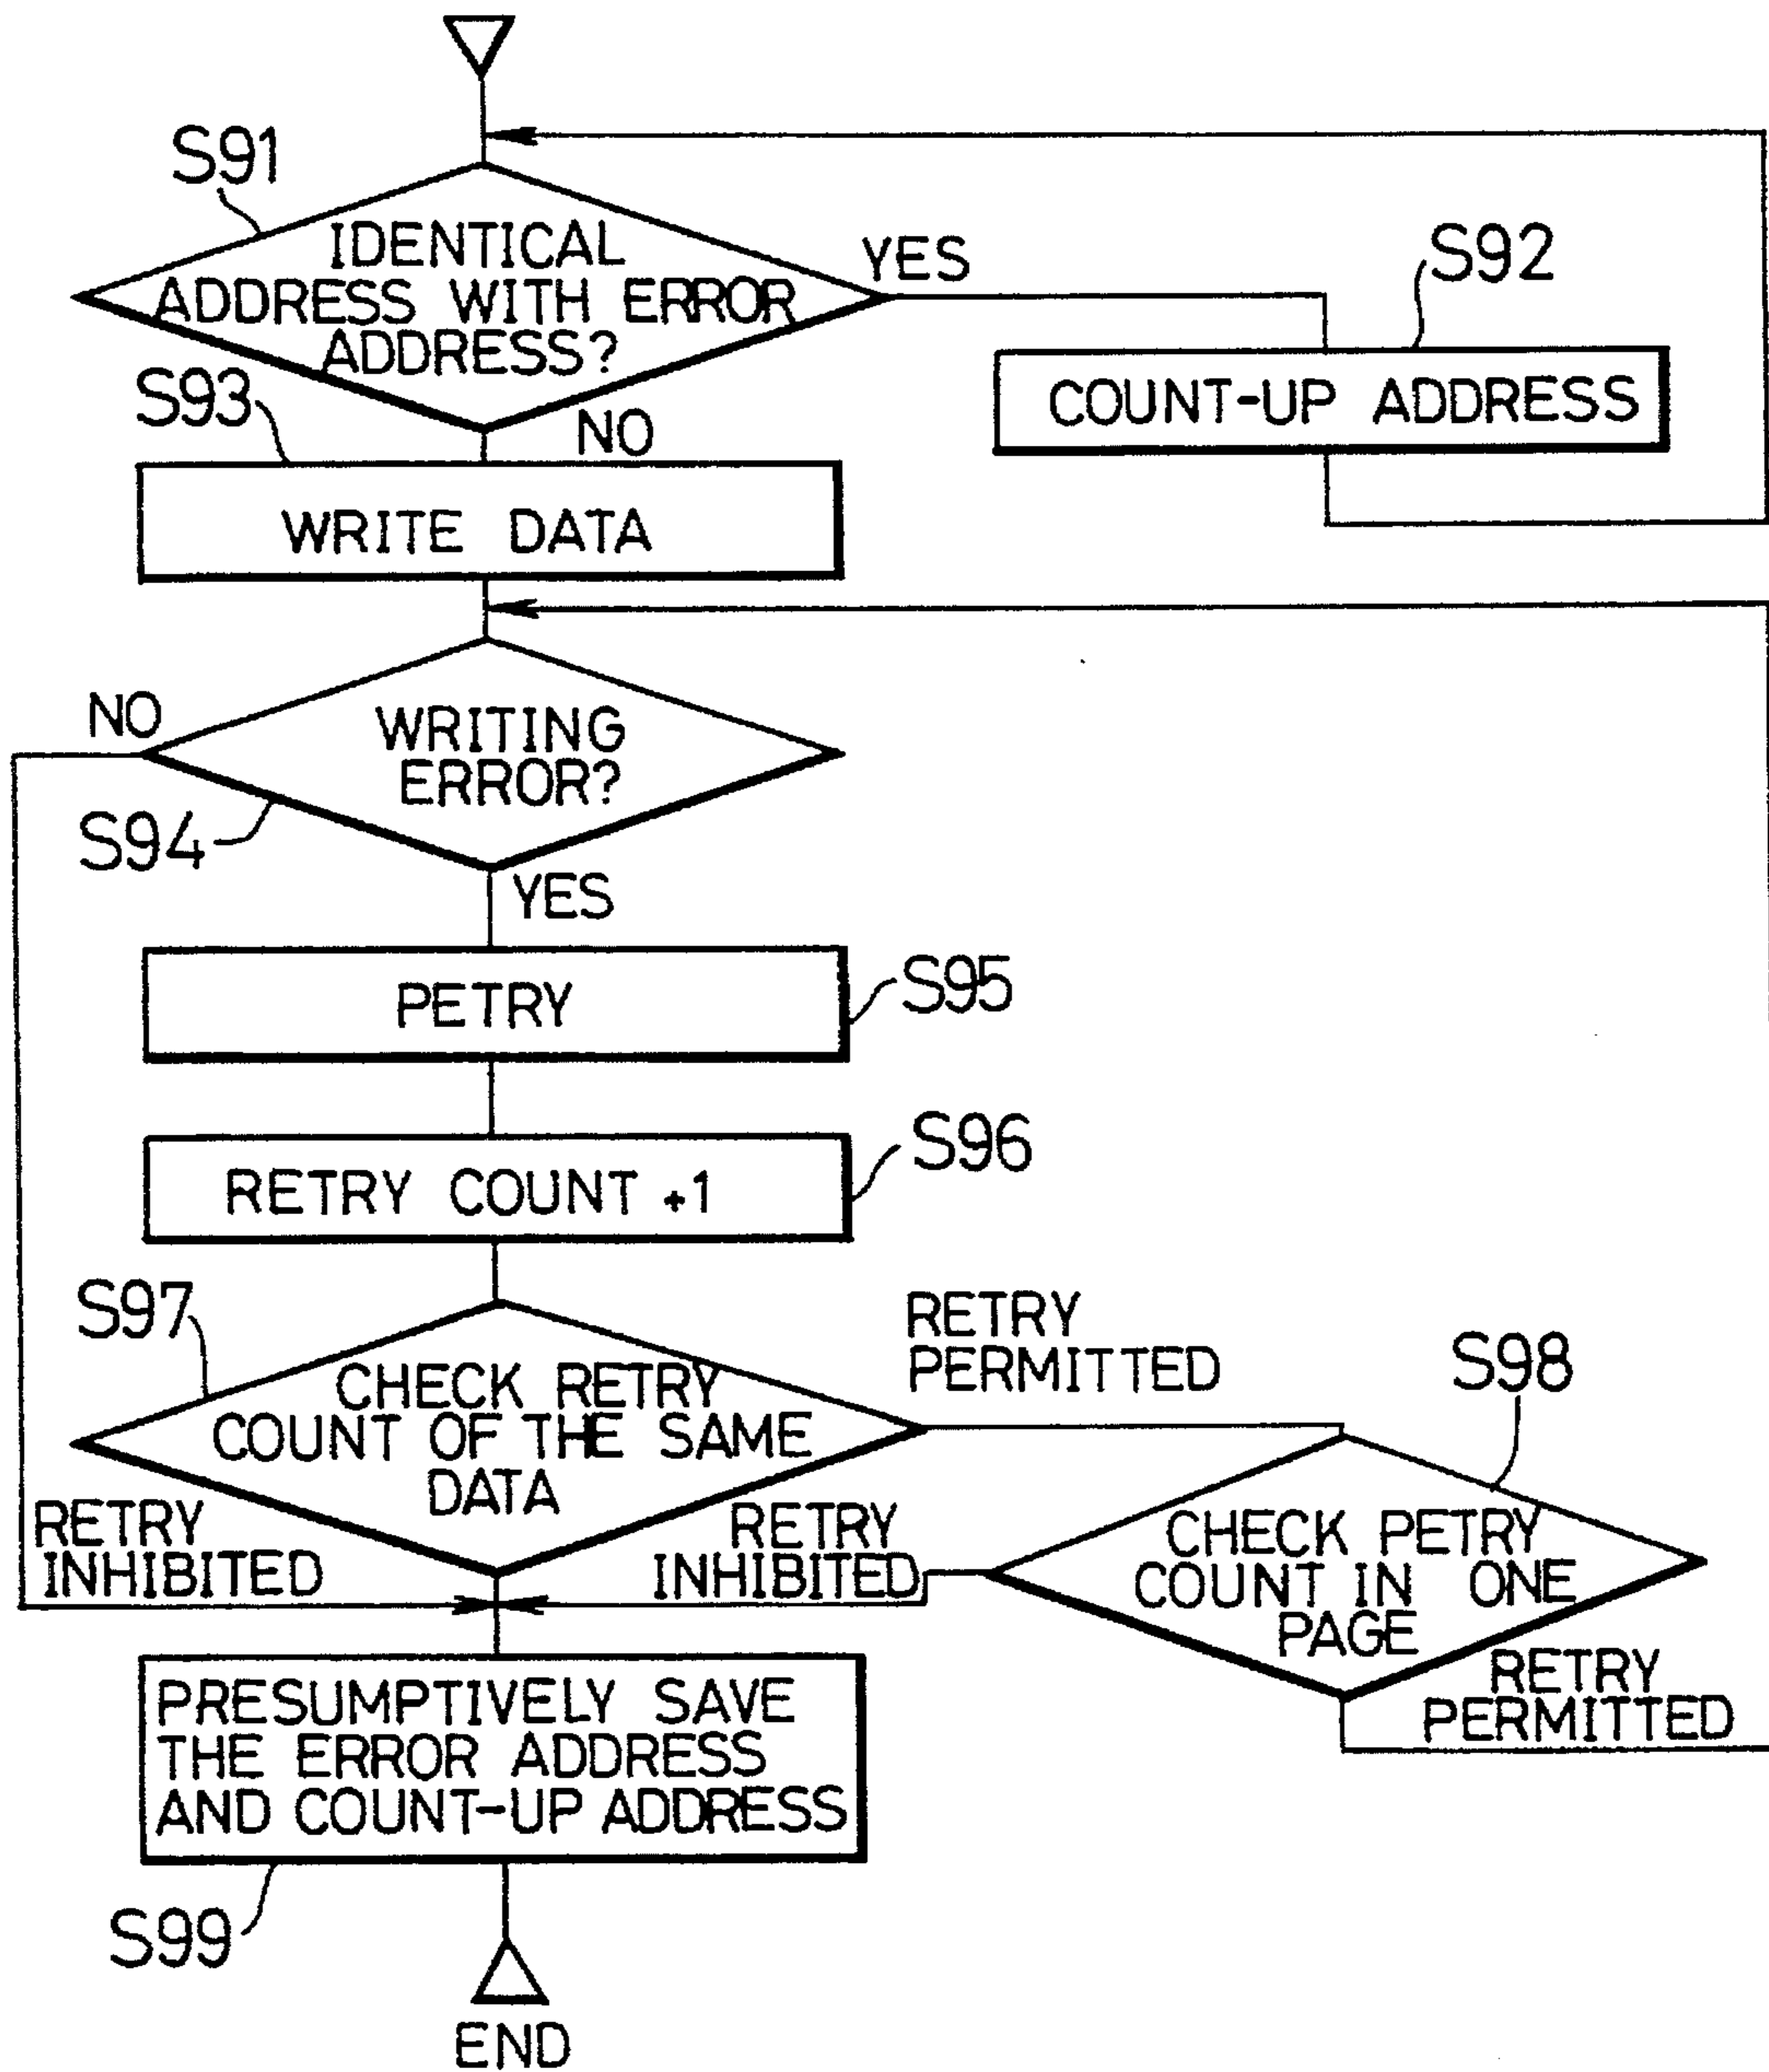 S91
IDENTICAL
ADDRESS WITH ERROR
ADDRESS?
YES
S92
COUNT-UP ADDRESS
S93
NO
WRITE DATA
NO
WRITING
ERROR?
S94
YES
PETRY
S95
RETRY COUNT +1
S96
S97
CHECK RETRY
COUNT OF THE SAME
DATA
RETRY
PERMITTED
S98
RETRY
INHIBITED
RETRY
INHIBITED
CHECK PETRY
COUNT IN ONE
PAGE
RETRY
PERMITTED
PRESUMPTIVELY SAVE
THE ERROR ADDRESS
AND COUNT-UP ADDRESS
S99
END